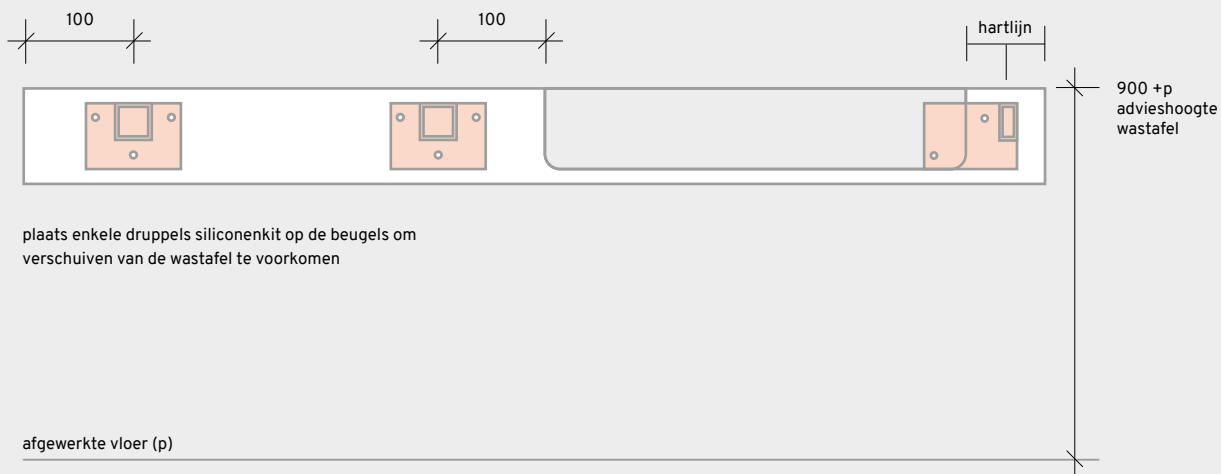 100
100
hartlijn
900 +p
advieshoogte
wastafel
plaats enkele druppels siliconenkit op de beugels om
verschuiven van de wastafel te voorkomen
afgewerkte vloer (p)